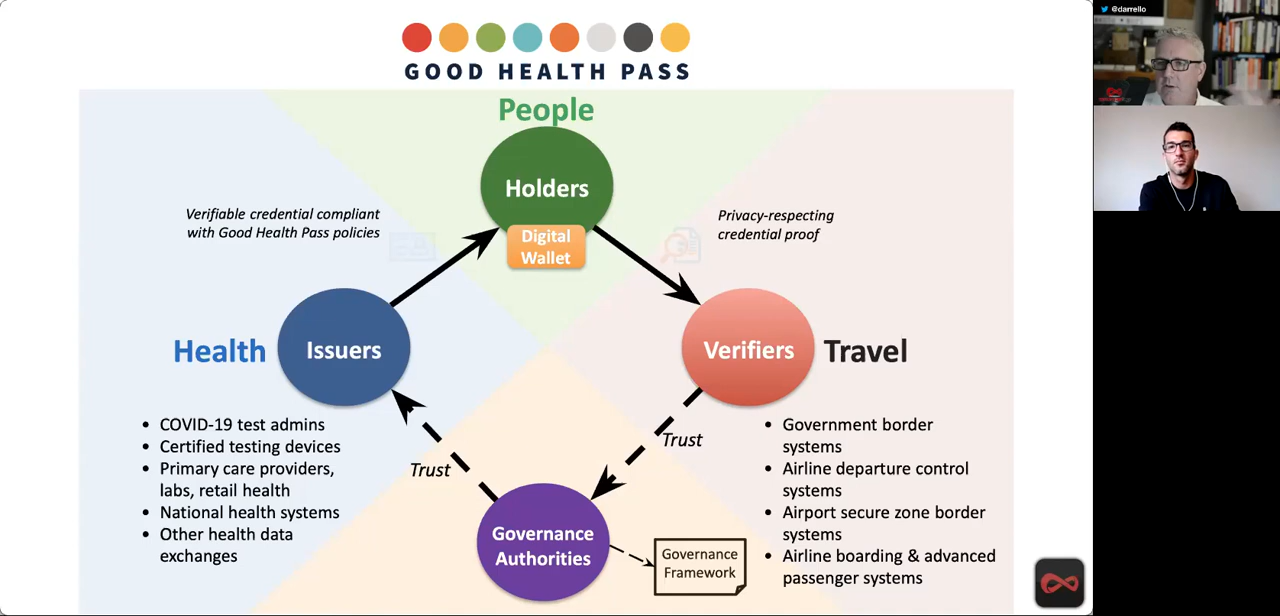 @darrello
GOOD HEALTH PASS
People
Holders
Digital
Wallet
Verifiable credential compliant
with Good Health Pass policies
Privacy-respecting
credential proof
Health
Issuers
Verifiers
Travel
• COVID-19 test admins
• Certified testing devices
• Primary care providers,
labs, retail health
• National health systems
• Other health data
exchanges
Trust
Trust
• Government border
systems
• Airline departure control
systems
• Airport secure zone border
systems
• Airline boarding & advanced
passenger systems
Governance
Authorities
Governance
Framework